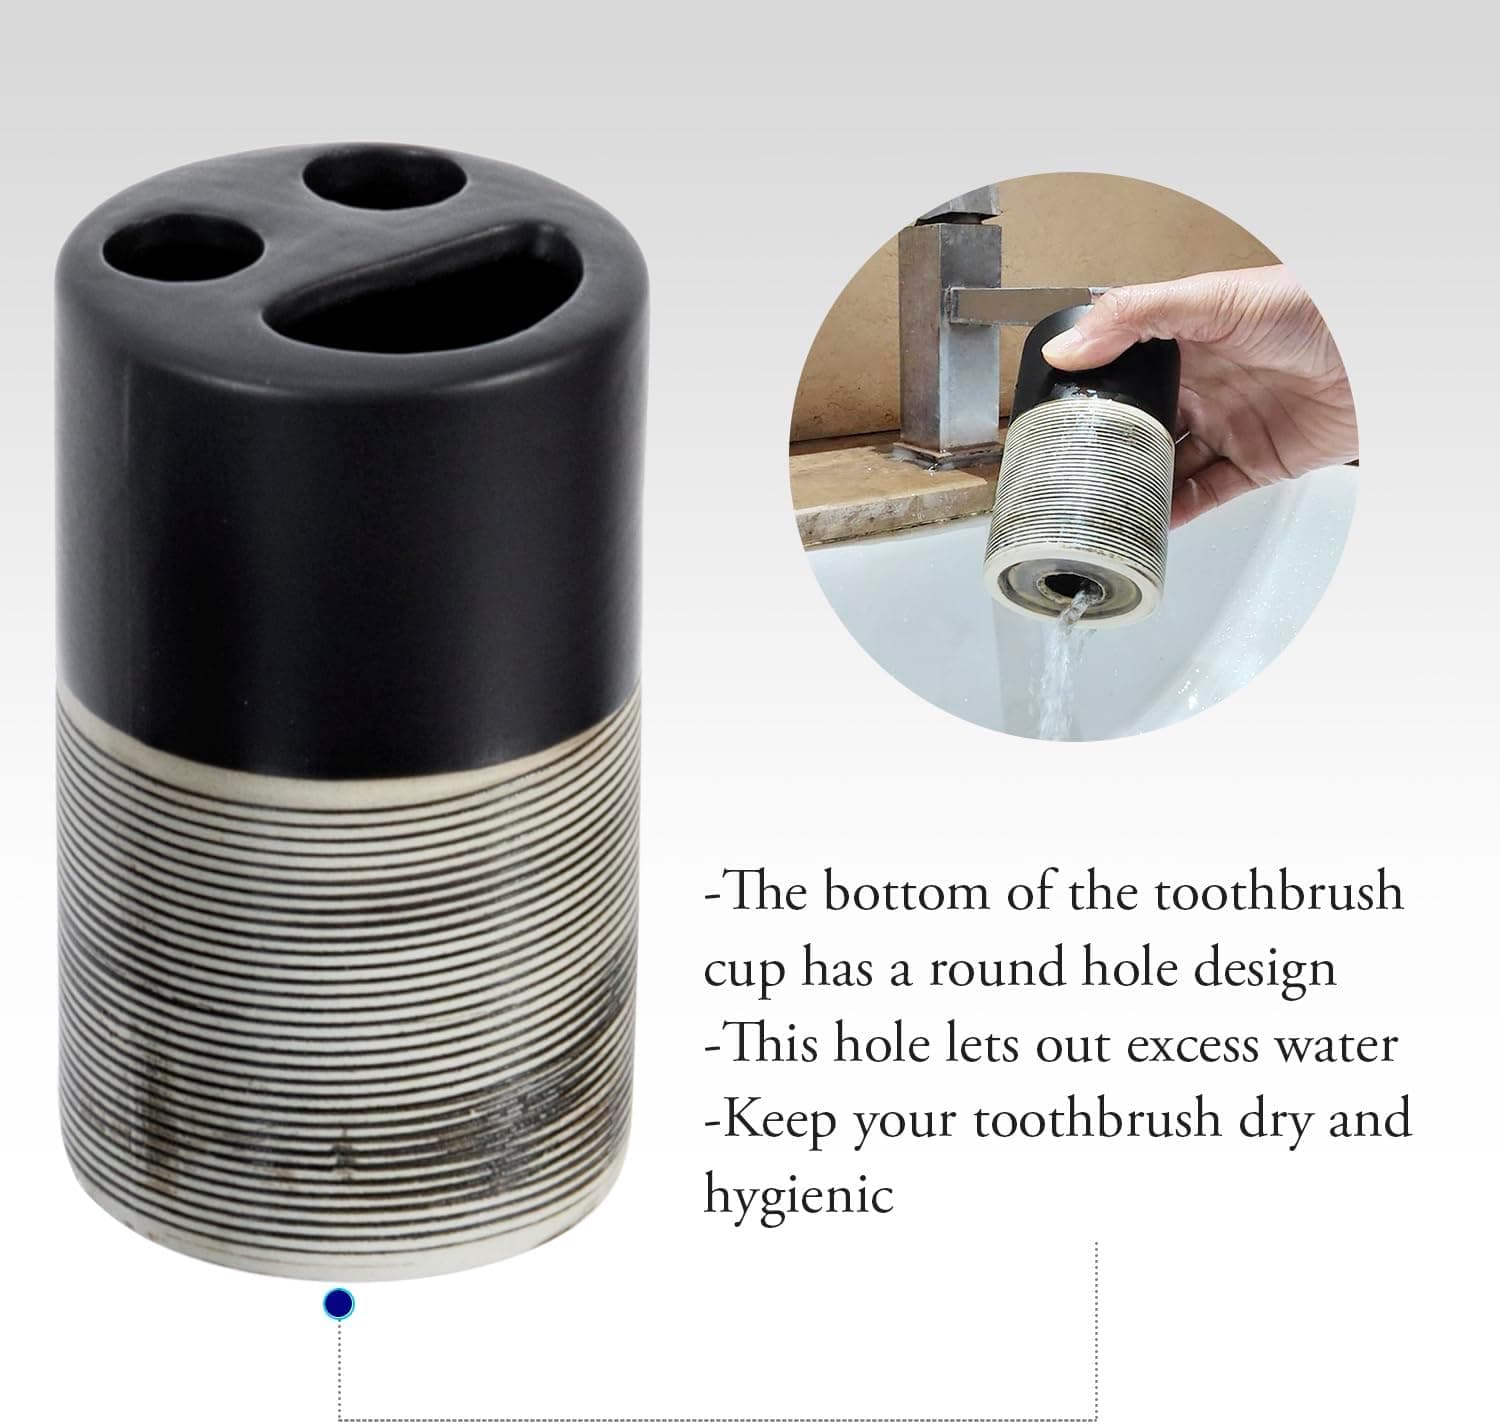 -The bottom of the toothbrush
cup has a round hole design
-This hole lets out excess water
-Keep your toothbrush dry and
hygienic